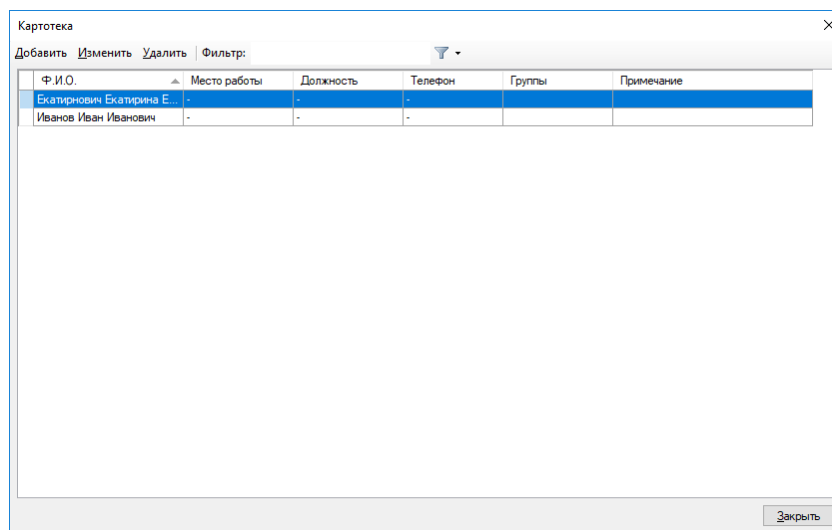 Картотека
Добавить Изменить Удалить Фильтр:
Ф.И.О. Место работы Должность Телефон Группы Примечание
Екатирнович Екатирина Е... - - -
Иванов Иван Иванович - - -
Закрыть